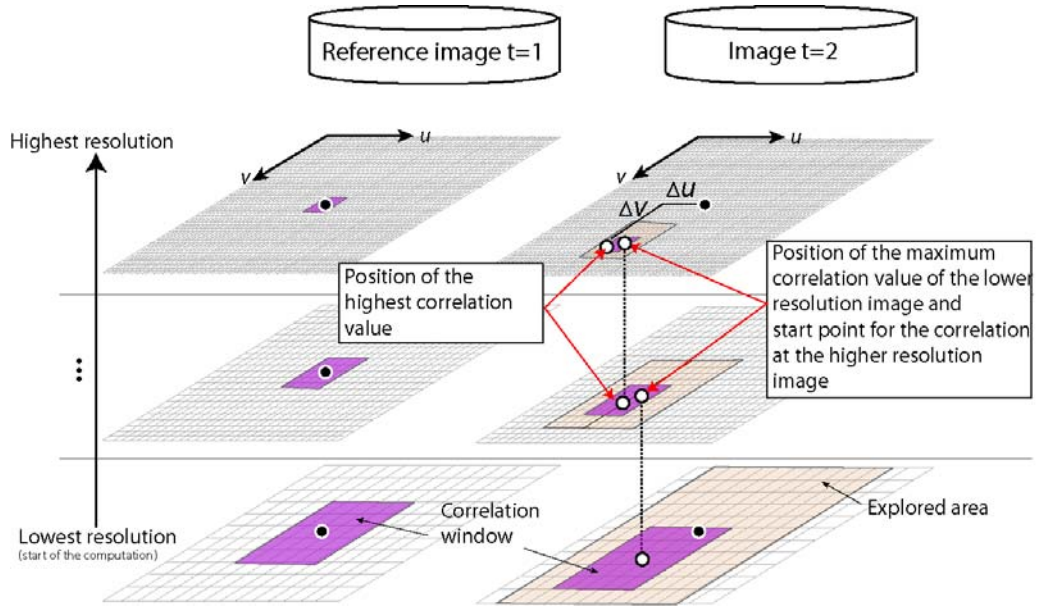 Reference image t=1
Image t=2
Highest resolution
u
v
u
v
Δu
Δv
Position of the
highest correlation
value
Position of the maximum
correlation value of the lower
resolution image and
start point for the correlation
at the higher resolution
image
...
Correlation
window
Explored area
Lowest resolution
(start of the computation)